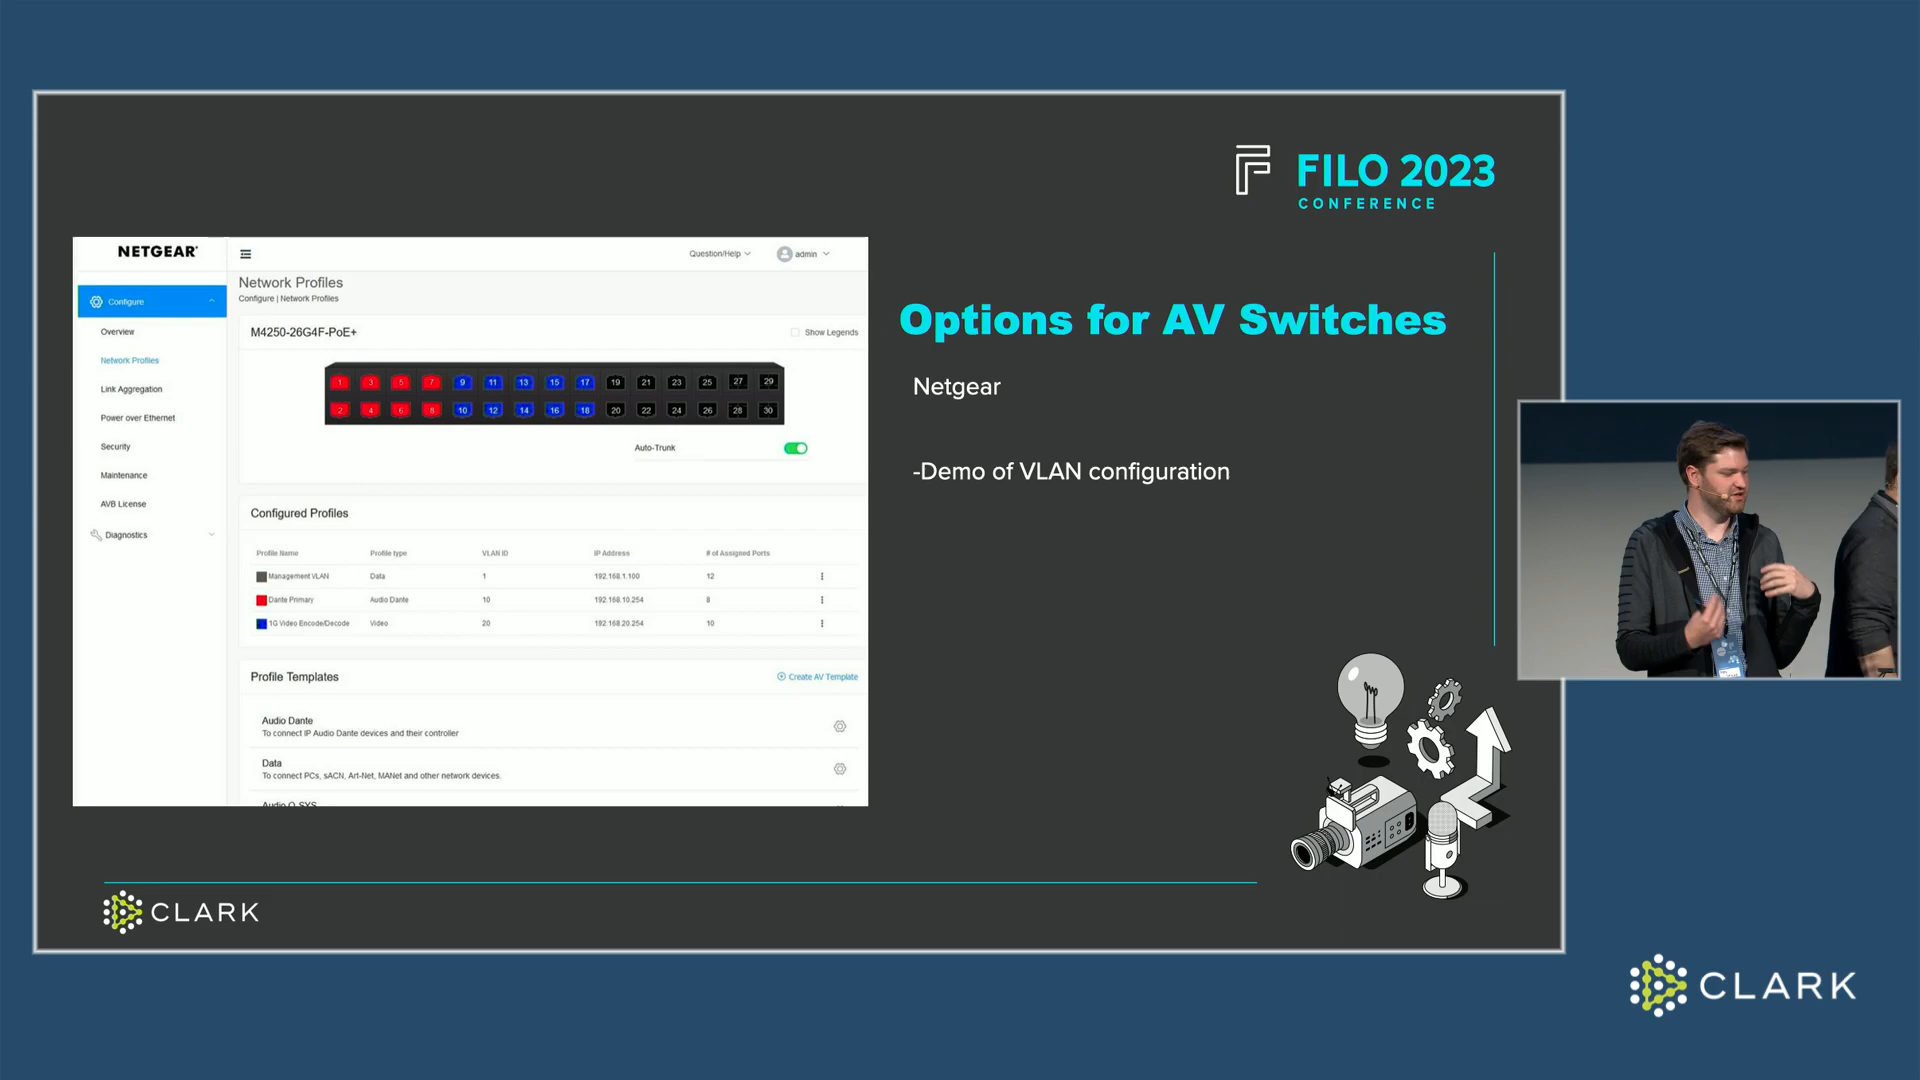 FILO 2023
CONFERENCE
NETGEAR
Question/Help
admin
Configure
Overview
Network Profiles
Link Aggregation
Power over Ethernet
Security
Maintenance
AVB License
Diagnostics
Network Profiles
Configure | Network Profiles
M4250-26G4F-PoE+
Show Legends
1 3 5 7 9 11 13 15 17 19 21 23 25 27 29
2 4 6 8 10 12 14 16 18 20 22 24 26 28 30
Auto-Trunk
Configured Profiles
Profile Name Profile type VLAN ID IP Address # of Assigned Ports
Management VLAN Data 1 192.168.1.100 12
Dante Primary Audio Dante 10 192.168.10.254 8
1G Video Encode/Decode Video 20 192.168.20.254 10
Profile Templates
Create AV Template
Audio Dante
To connect IP Audio Dante devices and their controller
Data
To connect PCs, sACN, Art-Net, MANet and other network devices.
Audio Q-SYS
Options for AV Switches
Netgear
-Demo of VLAN configuration
CLARK
CLARK